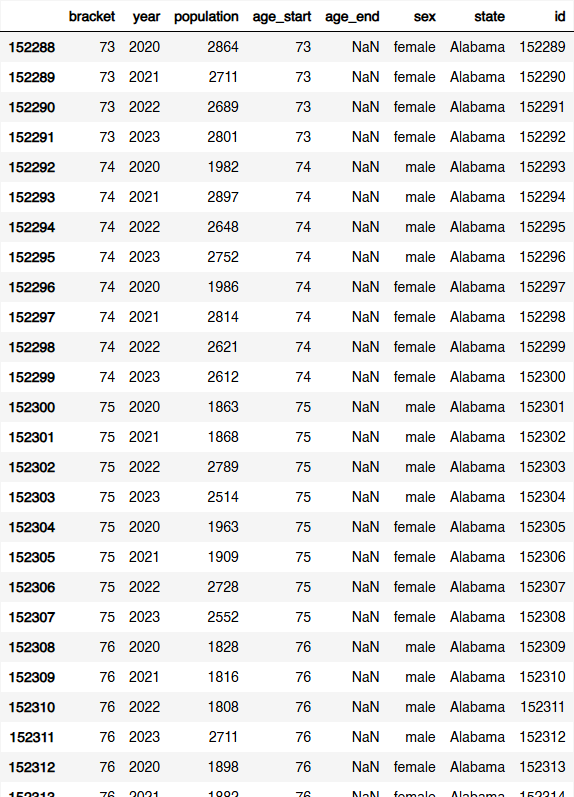 bracket year population age_start age_end sex state id
152288 73 2020 2864 73 NaN female Alabama 152289
152289 73 2021 2711 73 NaN female Alabama 152290
152290 73 2022 2689 73 NaN female Alabama 152291
152291 73 2023 2801 73 NaN female Alabama 152292
152292 74 2020 1982 74 NaN male Alabama 152293
152293 74 2021 2897 74 NaN male Alabama 152294
152294 74 2022 2648 74 NaN male Alabama 152295
152295 74 2023 2752 74 NaN male Alabama 152296
152296 74 2020 1986 74 NaN female Alabama 152297
152297 74 2021 2814 74 NaN female Alabama 152298
152298 74 2022 2621 74 NaN female Alabama 152299
152299 74 2023 2612 74 NaN female Alabama 152300
152300 75 2020 1863 75 NaN male Alabama 152301
152301 75 2021 1868 75 NaN male Alabama 152302
152302 75 2022 2789 75 NaN male Alabama 152303
152303 75 2023 2514 75 NaN male Alabama 152304
152304 75 2020 1963 75 NaN female Alabama 152305
152305 75 2021 1909 75 NaN female Alabama 152306
152306 75 2022 2728 75 NaN female Alabama 152307
152307 75 2023 2552 75 NaN female Alabama 152308
152308 76 2020 1828 76 NaN male Alabama 152309
152309 76 2021 1816 76 NaN male Alabama 152310
152310 76 2022 1808 76 NaN male Alabama 152311
152311 76 2023 2711 76 NaN male Alabama 152312
152312 76 2020 1898 76 NaN female Alabama 152313
152313 76 2021 1882 76 NaN female Alabama 152314